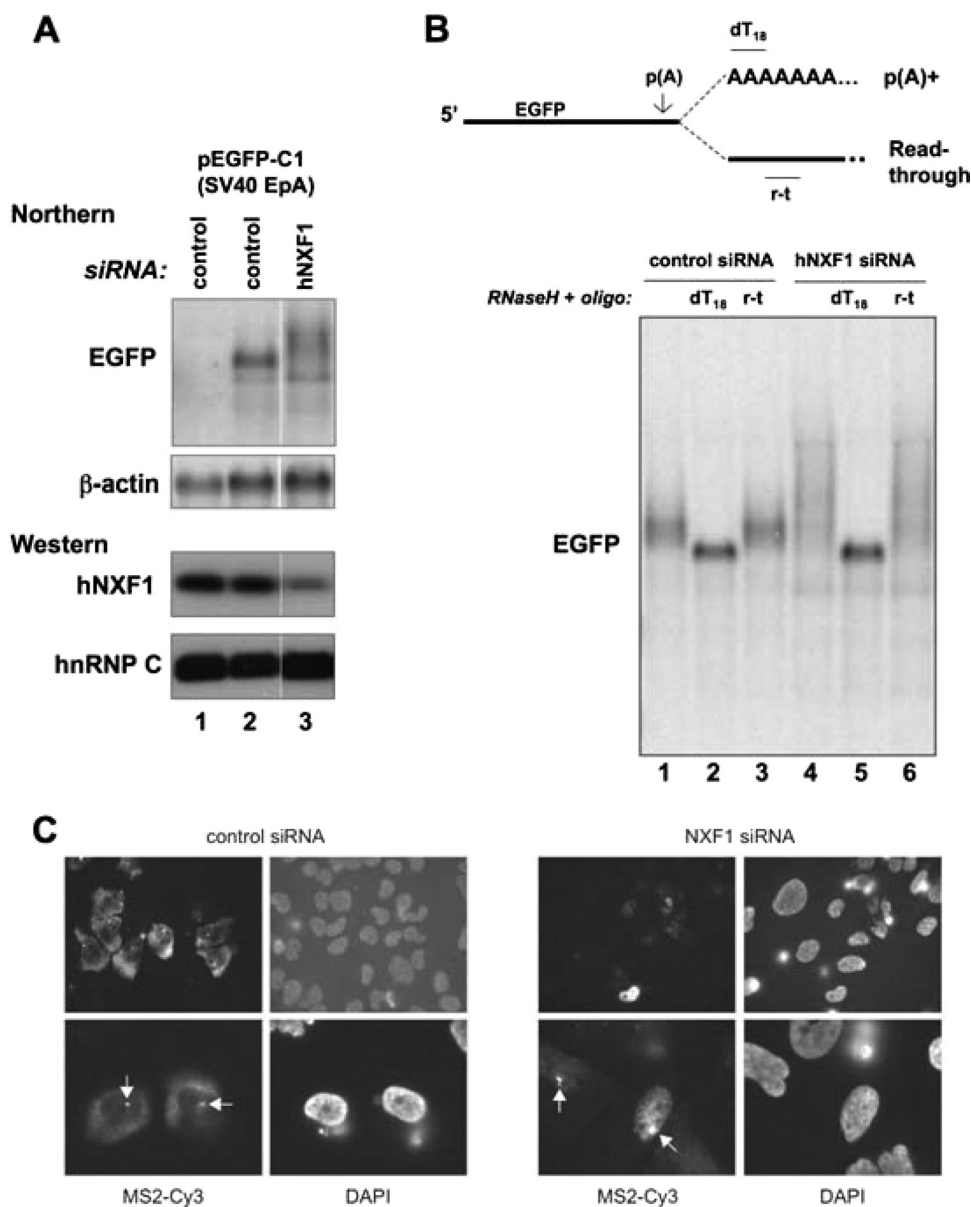 A
pEGFP-C1
(SV40 EpA)
Northern
siRNA:
control
control
hNXF1
EGFP
β-actin
Western
hNXF1
hnRNP C
1 2 3
B
dT18
p(A)
AAAAAAA... p(A)+
5' EGFP
Read-
through
r-t
control siRNA hNXF1 siRNA
RNaseH + oligo: dT18 r-t dT18 r-t
EGFP
1 2 3 4 5 6
C
control siRNA NXF1 siRNA
MS2-Cy3 DAPI MS2-Cy3 DAPI